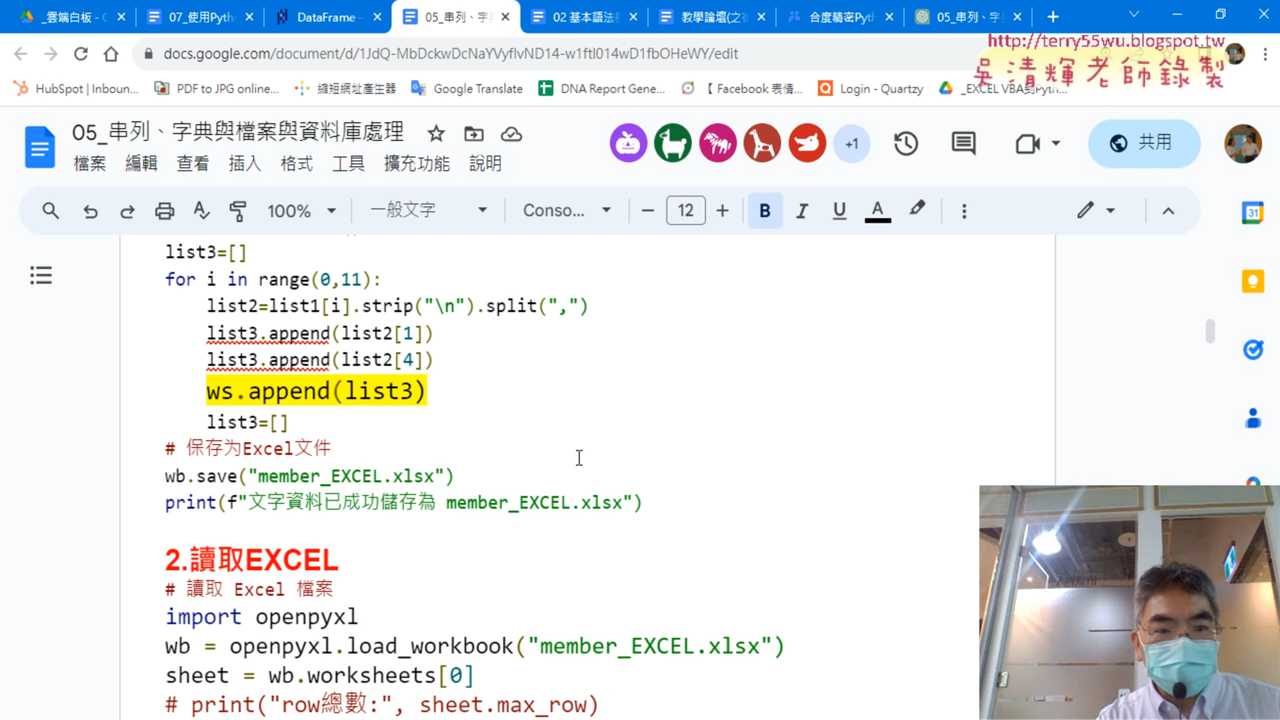 _雲端白板 - G
07_使用Pyth
DataFrame –
05_串列、字
02 基本語法
教學論壇(之
合度精密Pyth
05_串列、字
docs.google.com/document/d/1JdQ-MbDckwDcNaYVyflvND14-w1ftl014wD1fbOHeWY/edit
http://terry55wu.blogspot.tw
吳清輝老師錄製
HubSpot | Inboun...
PDF to JPG online...
縮短網址產生器
Google Translate
DNA Report Gene...
【 Facebook 表情...
Login - Quartzy
_EXCEL VBA到Pyth...
05_串列、字典與檔案與資料庫處理
檔案 編輯 查看 插入 格式 工具 擴充功能 說明
+1
共用
100%
一般文字
Conso...
12
B I U A
list3=[]
for i in range(0,11):
list2=list1[i].strip("\n").split(",")
list3.append(list2[1])
list3.append(list2[4])
ws.append(list3)
list3=[]
# 保存为Excel文件
wb.save("member_EXCEL.xlsx")
print(f"文字資料已成功儲存為 member_EXCEL.xlsx")
2.讀取EXCEL
# 讀取 Excel 檔案
import openpyxl
wb = openpyxl.load_workbook("member_EXCEL.xlsx")
sheet = wb.worksheets[0]
# print("row總數:", sheet.max_row)